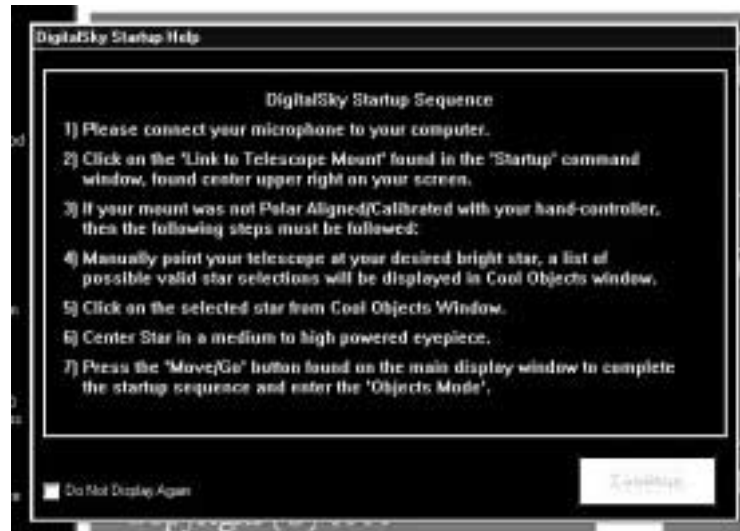 DigitalSky Startup Help
DigitalSky Startup Sequence
1) Please connect your microphone to your computer.
2) Click on the 'Link to Telescope Mount' found in the 'Startup' command
window, found center upper right on your screen.
3) If your mount was not Polar Aligned/Calibrated with your hand-controller,
then the following steps must be followed:
4) Manually point your telescope at your desired bright star, a list of
possible valid star selections will be displayed in Cool Objects window.
5) Click on the selected star from Cool Objects Window.
6) Center Star in a medium to high powered eyepiece.
7) Press the 'Move/Go' button found on the main display window to complete
the startup sequence and enter the 'Objects Mode'.
Do Not Display Again
Continue